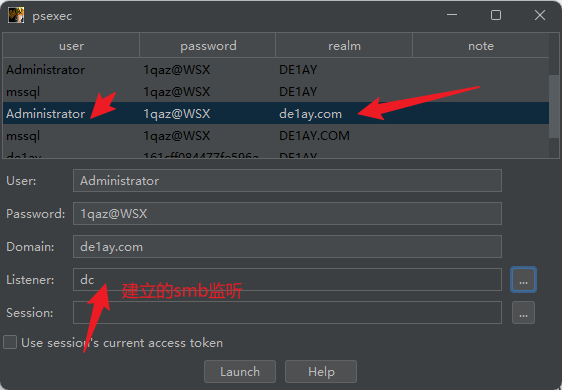 psexec
user password realm note
Administrator 1qaz@WSX DE1AY
mssql 1qaz@WSX DE1AY
Administrator 1qaz@WSX de1ay.com
mssql 1qaz@WSX DE1AY.COM
de1ay 161cff084477fe596a DE1AY
User: Administrator
Password: 1qaz@WSX
Domain: de1ay.com
Listener: dc ...
建立的smb监听
Session: ...
Use session's current access token
Launch Help